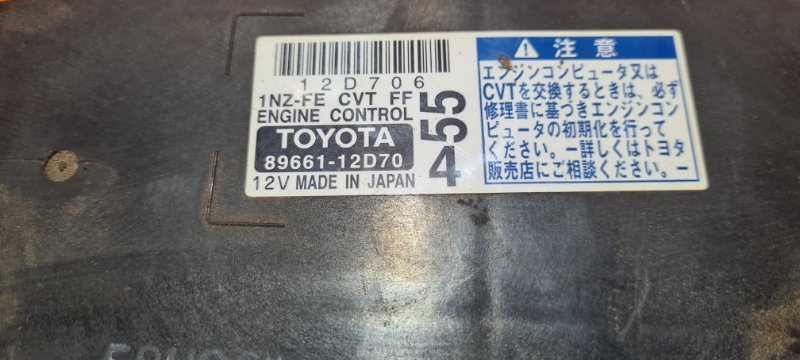 12D706
1NZ-FE CVT FF
ENGINE CONTROL
TOYOTA
89661-12D70
12V MADE IN JAPAN
455
注意
エンジンコンピュータ又は
CVTを交換するときは、必ず
修理書に基づきエンジンコン
ピュータの初期化を行って
ください。ー詳しくはトヨタ
販売店にご相談ください。ー